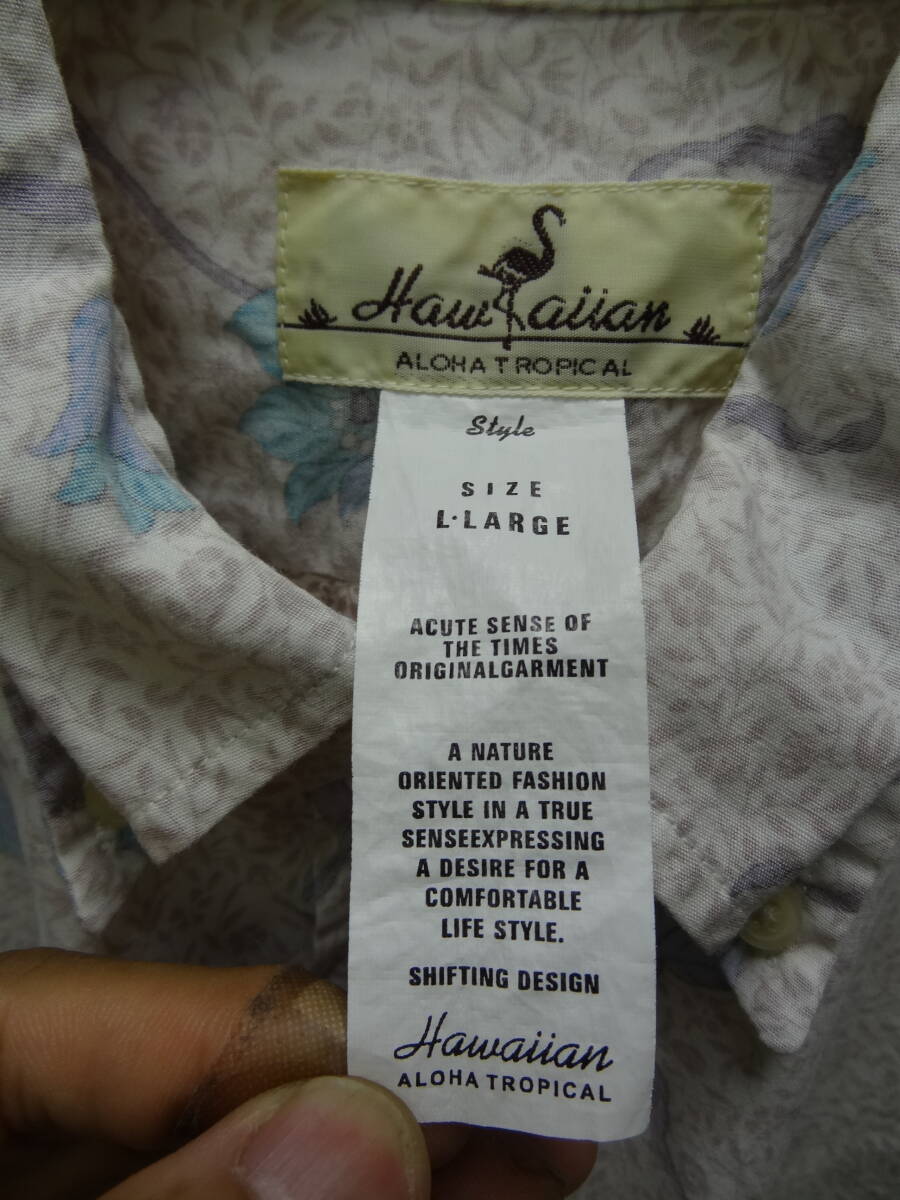 Hawaiian
ALOHA TROPICAL
Style
SIZE
L·LARGE
ACUTE SENSE OF
THE TIMES
ORIGINALGARMENT
A NATURE
ORIENTED FASHION
STYLE IN A TRUE
SENSEEXPRESSING
A DESIRE FOR A
COMFORTABLE
LIFE STYLE.
SHIFTING DESIGN
Hawaiian
ALOHA TROPICAL